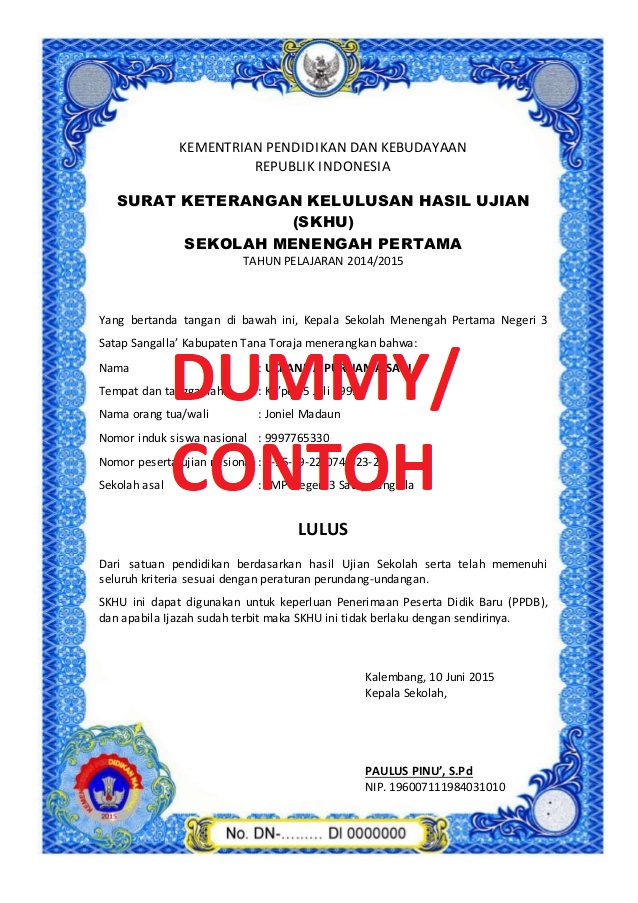 KEMENTRIAN PENDIDIKAN DAN KEBUDAYAAN
REPUBLIK INDONESIA
SURAT KETERANGAN KELULUSAN HASIL UJIAN
(SKHU)
SEKOLAH MENENGAH PERTAMA
TAHUN PELAJARAN 2014/2015
Yang bertanda tangan di bawah ini, Kepala Sekolah Menengah Pertama Negeri 3
Satap Sangalla’ Kabupaten Tana Toraja menerangkan bahwa:
Nama :
Tempat dan :
DUMMY/
Nama orang tua/wali : Joniel Madaun
Nomor induk siswa nasional : 9997765330
Nomor peserta ujian nasional :
CONTOH
Sekolah asal : 3
LULUS
Dari satuan pendidikan berdasarkan hasil Ujian Sekolah serta telah memenuhi
seluruh kriteria sesuai dengan peraturan perundang-undangan.
SKHU ini dapat digunakan untuk keperluan Penerimaan Peserta Didik Baru (PPDB),
dan apabila Ijazah sudah terbit maka SKHU ini tidak berlaku dengan sendirinya.
Kalembang, 10 Juni 2015
Kepala Sekolah,
PAULUS PINU’, S.Pd
NIP. 196007111984031010
2015
No. DN-......... DI 0000000